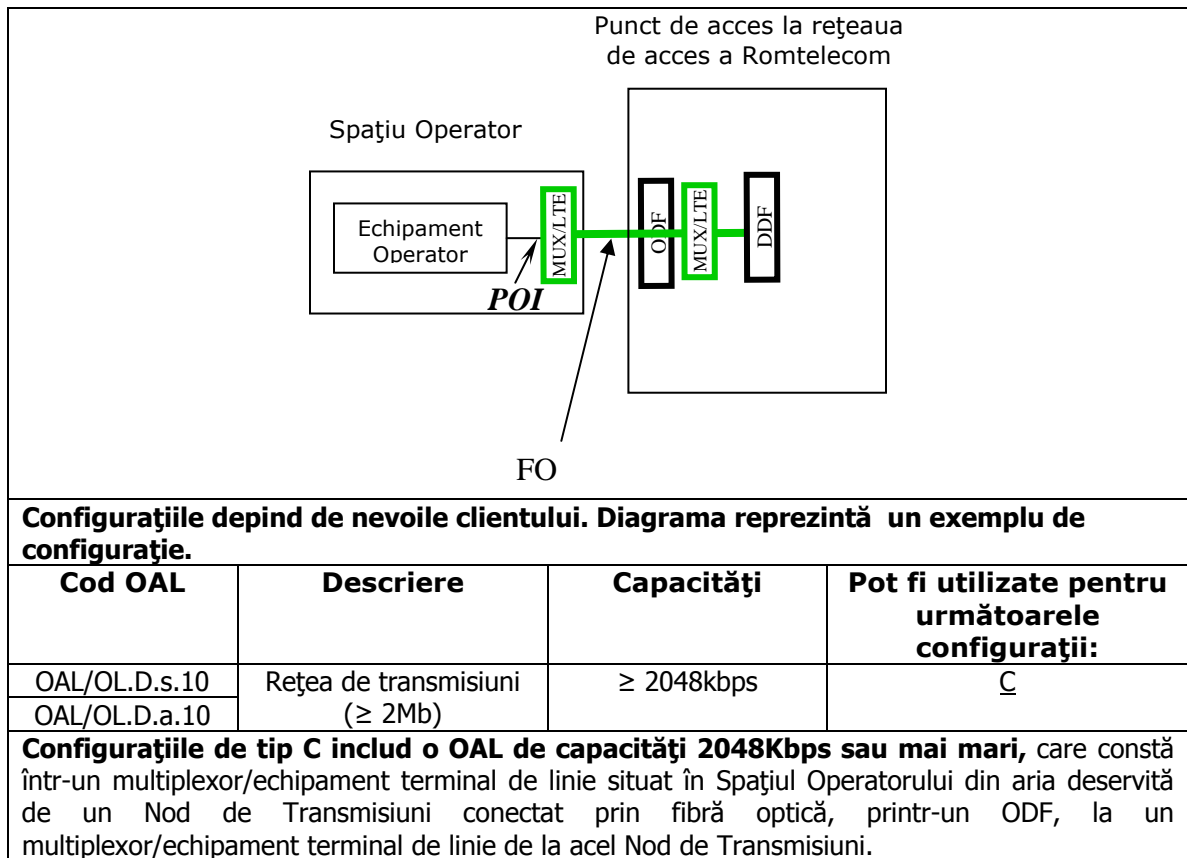 Punct de acces la reţeaua
de acces a Romtelecom
Spaţiu Operator
Echipament
Operator
MUX/LTE
POI
ODF
MUX/LTE
DDF
FO
Configuraţiile depind de nevoile clientului. Diagrama reprezintă un exemplu de
configuraţie.
Cod OAL Descriere Capacităţi Pot fi utilizate pentru
următoarele
configuraţii:
OAL/OL.D.s.10 Reţea de transmisiuni ≥ 2048kbps C
OAL/OL.D.a.10 (≥ 2Mb)
Configuraţiile de tip C includ o OAL de capacităţi 2048Kbps sau mai mari, care constă
într-un multiplexor/echipament terminal de linie situat în Spaţiul Operatorului din aria deservită
de un Nod de Transmisiuni conectat prin fibră optică, printr-un ODF, la un
multiplexor/echipament terminal de linie de la acel Nod de Transmisiuni.